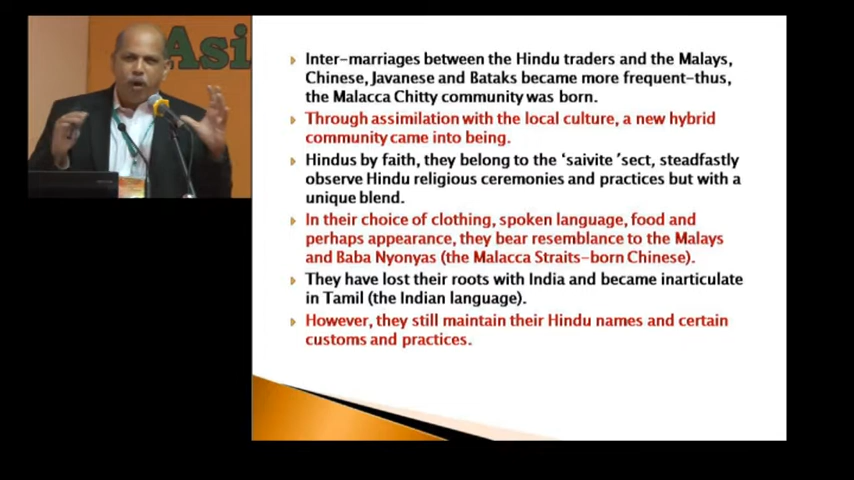 Asi
Inter-marriages between the Hindu traders and the Malays,
Chinese, Javanese and Bataks became more frequent-thus,
the Malacca Chitty community was born.
Through assimilation with the local culture, a new hybrid
community came into being.
Hindus by faith, they belong to the ‘saivite ’sect, steadfastly
observe Hindu religious ceremonies and practices but with a
unique blend.
In their choice of clothing, spoken language, food and
perhaps appearance, they bear resemblance to the Malays
and Baba Nyonyas (the Malacca Straits-born Chinese).
They have lost their roots with India and became inarticulate
in Tamil (the Indian language).
However, they still maintain their Hindu names and certain
customs and practices.